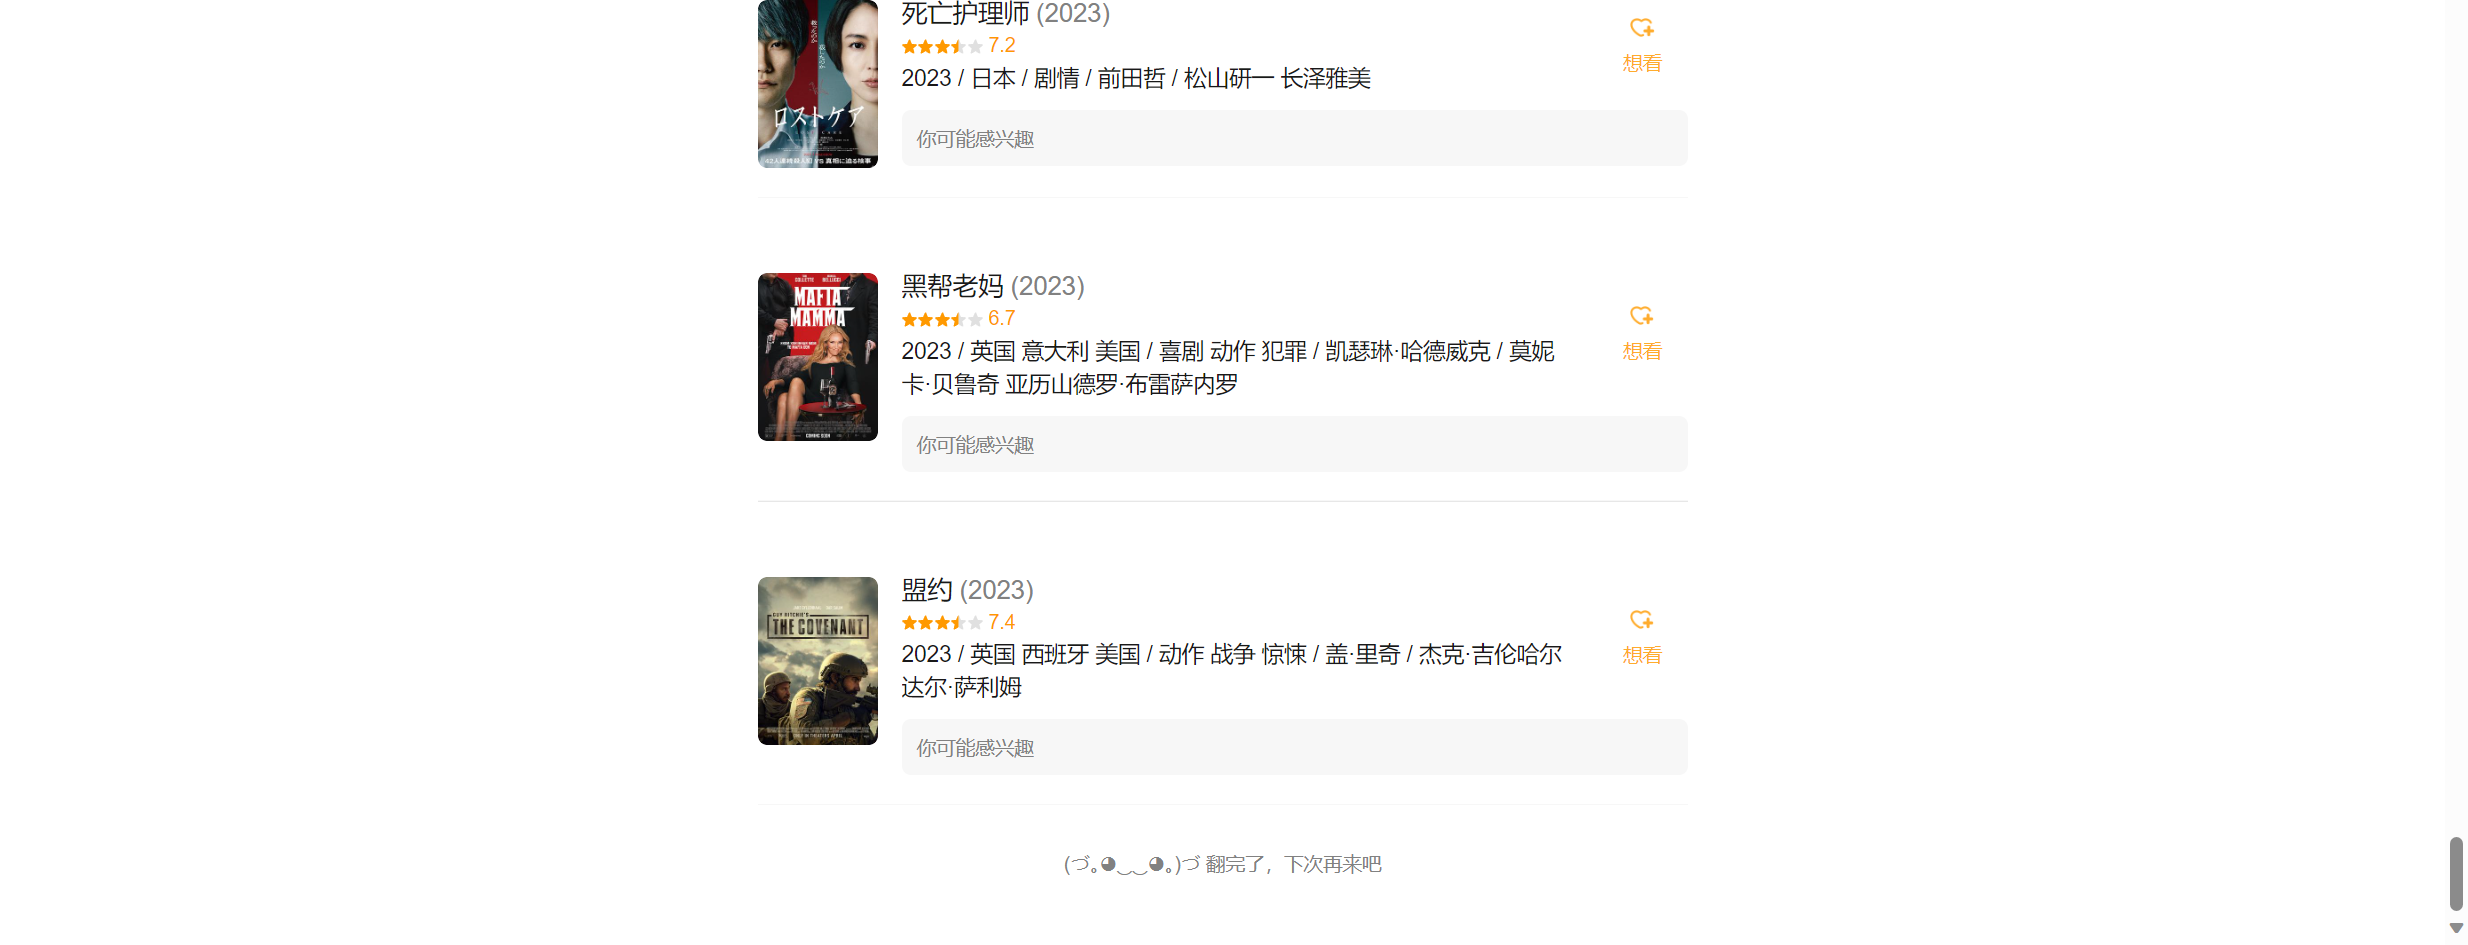 死亡护理师 (2023)
7.2
想看
2023 / 日本 / 剧情 / 前田哲 / 松山研一 长泽雅美
ロストケア
你可能感兴趣
黑帮老妈 (2023)
MAFIA
MAMMA
6.7
2023 / 英国 意大利 美国 / 喜剧 动作 犯罪 / 凯瑟琳·哈德威克 / 莫妮
想看
卡·贝鲁奇 亚历山德罗·布雷萨内罗
你可能感兴趣
盟约 (2023)
GUY RITCHIE'S
THE COVENANT
7.4
2023 / 英国 西班牙 美国 / 动作 战争 惊悚 / 盖·里奇 / 杰克·吉伦哈尔
想看
达尔·萨利姆
你可能感兴趣
(づ｡◕‿‿◕｡)づ 翻完了，下次再来吧